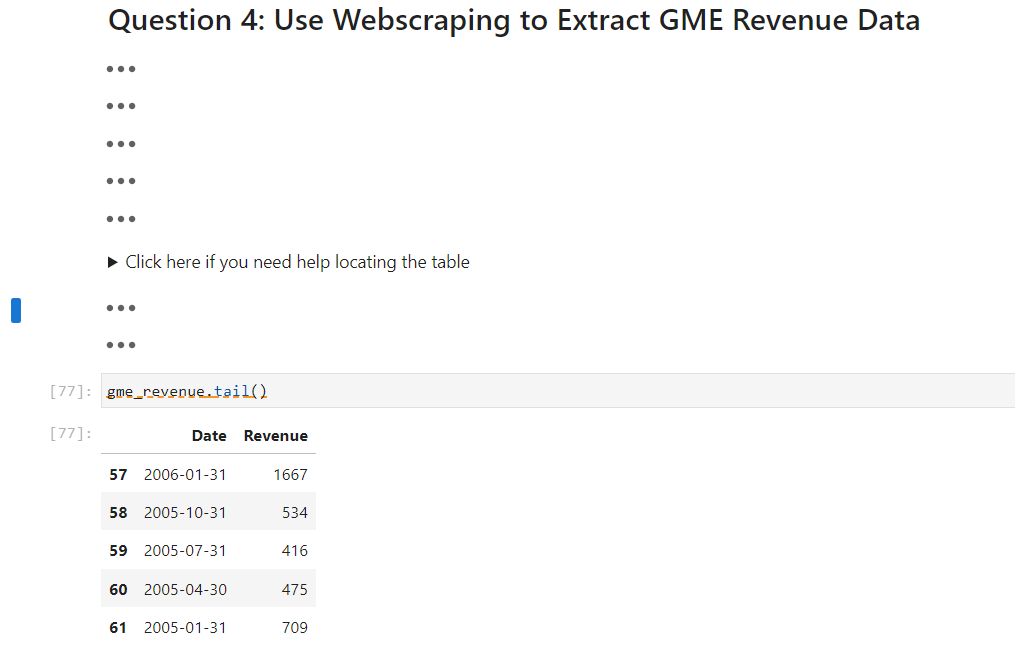 Question 4: Use Webscraping to Extract GME Revenue Data
•••
•••
•••
•••
•••
▶ Click here if you need help locating the table
•••
•••
[77]: gme_revenue.tail()
[77]: Date Revenue
57 2006-01-31 1667
58 2005-10-31 534
59 2005-07-31 416
60 2005-04-30 475
61 2005-01-31 709